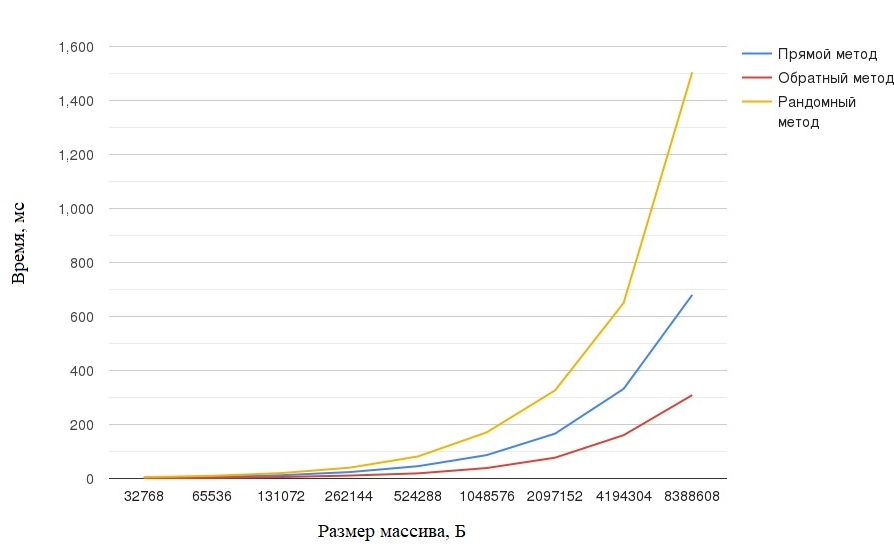 1,600
1,400
1,200
1,000
800
600
400
200
0
Время, мс
32768 65536 131072 262144 524288 1048576 2097152 4194304 8388608
Размер массива, Б
Прямой метод
Обратный метод
Рандомный
метод